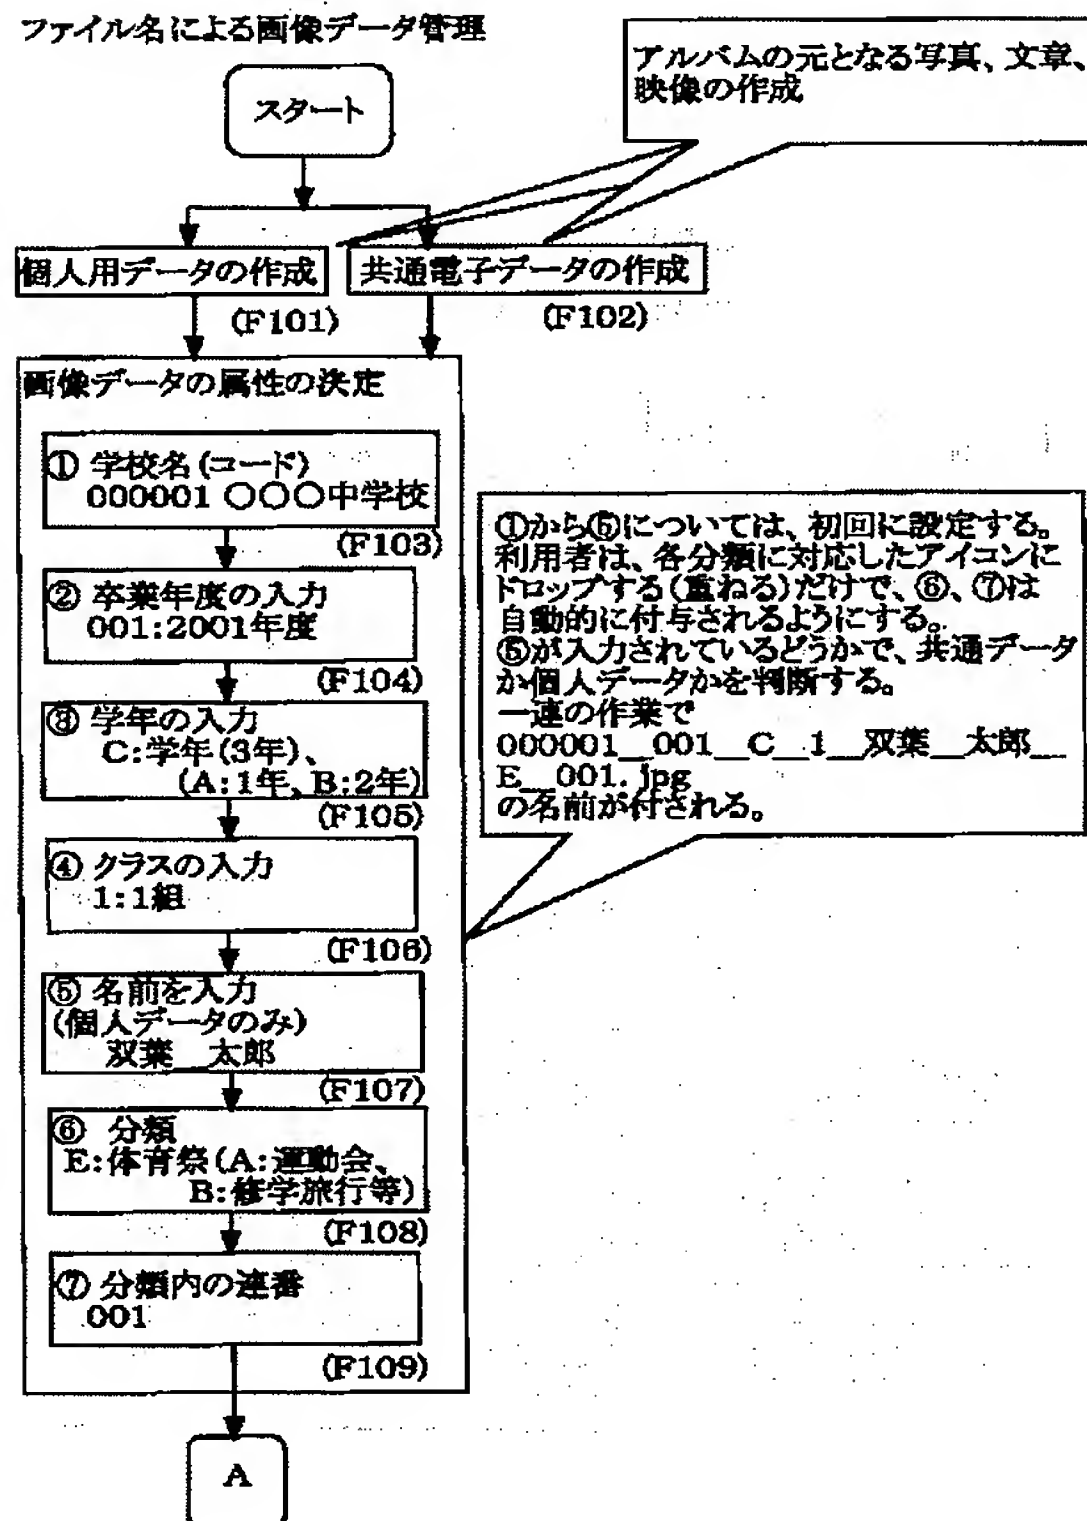 ファイル名による画像データ管理
アルバムの元となる写真、文章、
映像の作成
スタート
個人用データの作成
共通電子データの作成
(F101)
(F102)
画像データの属性の決定
① 学校名(コード)
000001 〇〇〇中学校
(F103)
② 卒業年度の入力
001:2001年度
(F104)
③ 学年の入力
C:学年(3年)、
(A:1年、B:2年)
(F105)
④ クラスの入力
1:1組
(F106)
⑤ 名前を入力
(個人データのみ)
双葉__太郎
(F107)
⑥ 分類
E:体育祭(A:運動会、
B:修学旅行等)
(F108)
⑦ 分類内の連番
001
(F109)
A
①から⑤については、初回に設定する。
利用者は、各分類に対応したアイコンに
ドロップする(重ねる)だけで、⑥、⑦は
自動的に付与されるようにする。
⑤が入力されているどうかで、共通データ
か個人データかを判断する。
一連の作業で
000001__001__C__1__双葉__太郎__
E__001.jpg
の名前が付される。